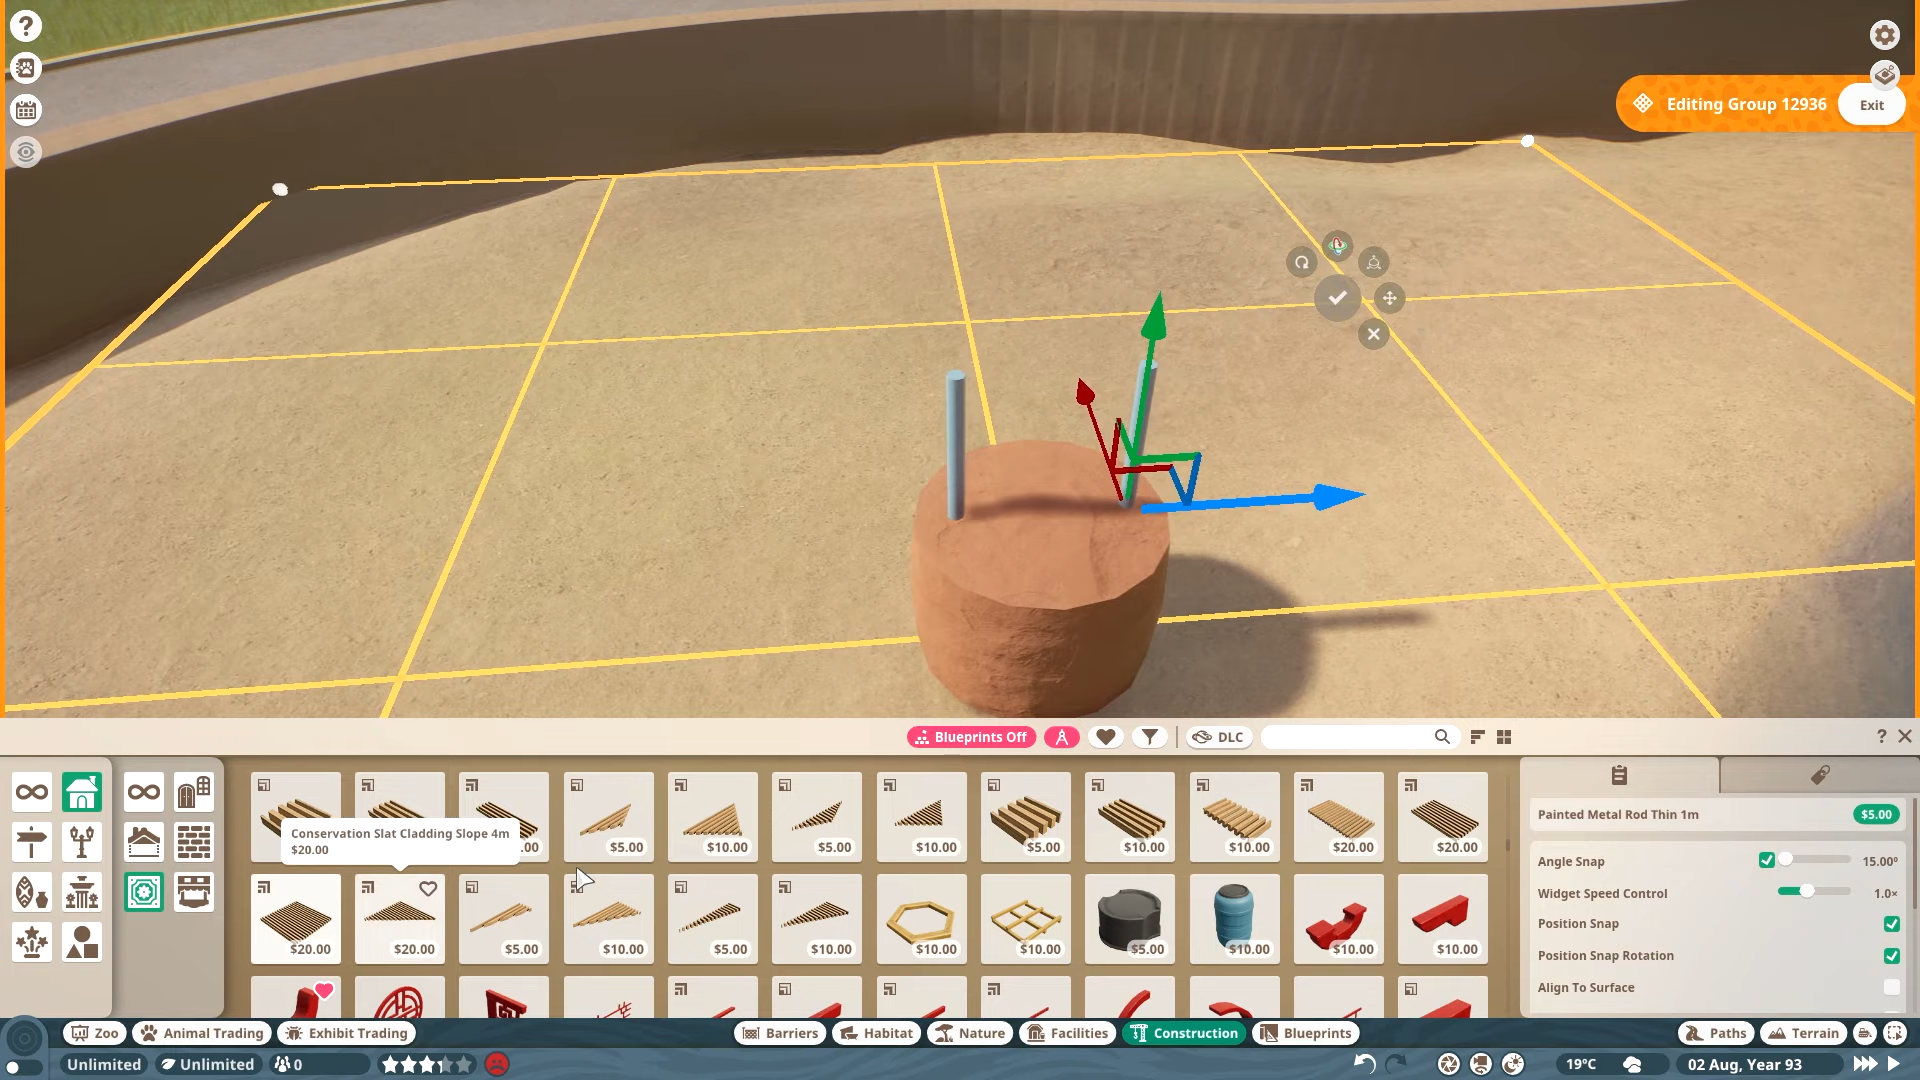 Editing Group 12936
Exit
Blueprints Off
DLC
Conservation Slat Cladding Slope 4m
$20.00
.00
$5.00
$10.00
$5.00
$10.00
$5.00
$10.00
$10.00
$20.00
$20.00
$20.00
$20.00
$5.00
$10.00
$5.00
$10.00
$10.00
$10.00
$5.00
$10.00
$10.00
$10.00
Painted Metal Rod Thin 1m
$5.00
Angle Snap
15.00°
Widget Speed Control
1.0×
Position Snap
Position Snap Rotation
Align To Surface
Zoo
Animal Trading
Exhibit Trading
Barriers
Habitat
Nature
Facilities
Construction
Blueprints
Paths
Terrain
Unlimited
Unlimited
0
19°C
02 Aug, Year 93